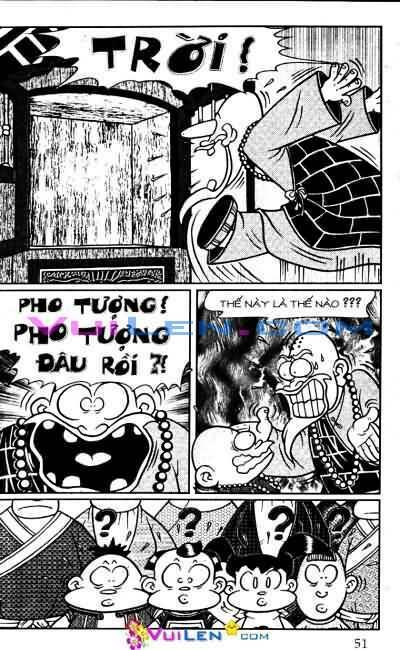 TRỜI!
PHO TƯỢNG!
PHO TƯỢNG
ĐÂU RỒI ?!
THẾ NÀY LÀ THẾ NÀO ???
VUILEN.COM
?
?
?
?
VUILEN.COM
51